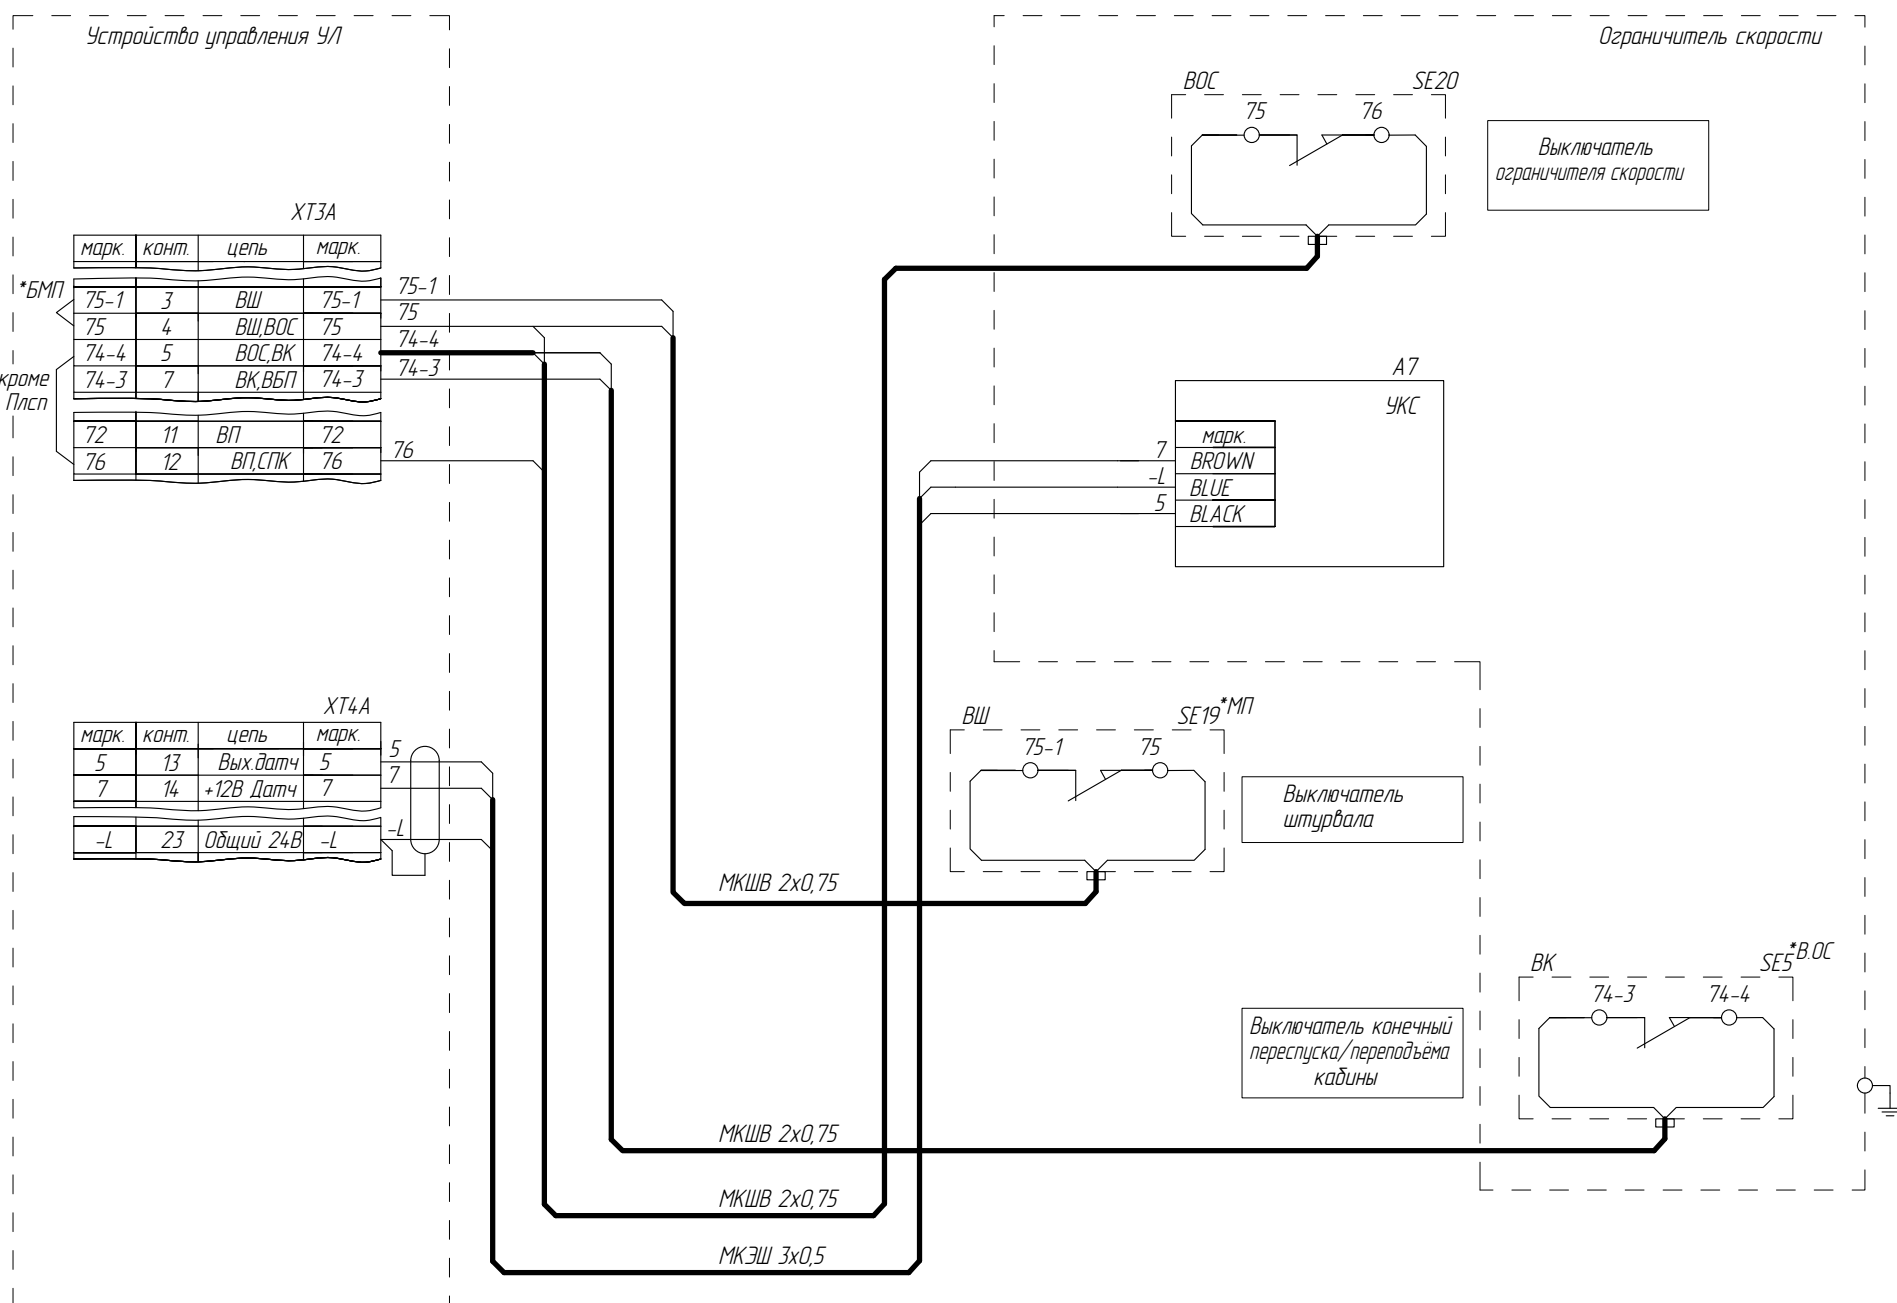 Устройство управления УЛ
Ограничитель скорости
ВОС SE20
75 76
Выключатель
ограничителя скорости
ХТ3А
марк. конт. цепь марк.
*БМП
75-1 3 ВШ 75-1 75-1
75 4 ВШ,ВОС 75 75
74-4 5 ВОС,ВК 74-4 74-4
74-3 7 ВК,ВБП 74-3 74-3
кроме
Плсп
72 11 ВП 72
76 12 ВП,СПК 76 76
А7
УКС
марк.
7 BROWN
-L BLUE
5 BLACK
ХТ4А
марк. конт. цепь марк.
5 13 Вых.датч 5 5
7 14 +12В Датч 7 7
-L 23 Общий 24В -L -L
ВШ SE19*МП
75-1 75
Выключатель
штурвала
МКШВ 2х0,75
ВК SE5*В.ОС
74-3 74-4
Выключатель конечный
переспуска/переподъёма
кабины
МКШВ 2х0,75
МКШВ 2х0,75
МКЭШ 3х0,5